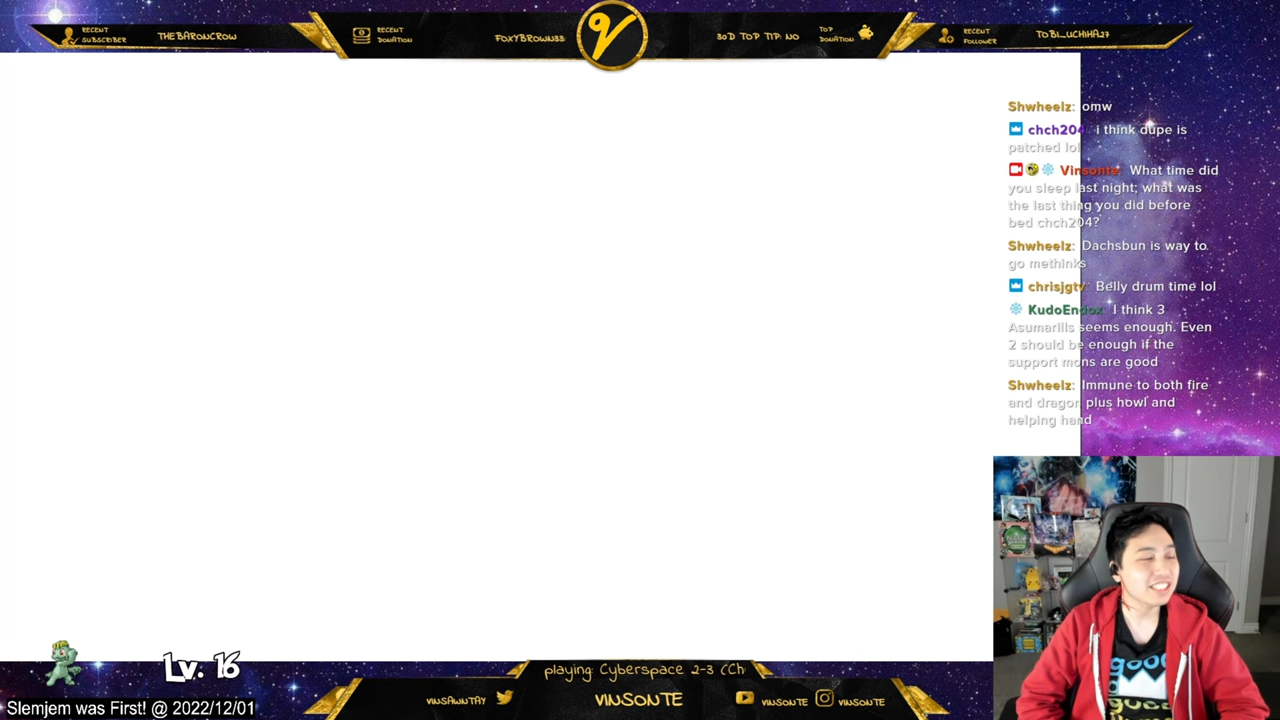 RECENT
SUBSCRIBER
THEBARONCROW
RECENT
DONATION
FOXYBROWN33:
30D TOP TIP: NO
TOP
DONATION
RECENT
FOLLOWER
TOBI_UCHIHA27
Shwheelz: omw
chch204: i think dupe is
patched lol
Vinsonte: What time did
you sleep last night; what was
the last thing you did before
bed chch204?
Shwheelz: Dachsbun is way to
go methinks
chrisjgtv: Belly drum time lol
KudoEndox: I think 3
Asumarills seems enough. Even
2 should be enough if the
support mons are good
Shwheelz: Immune to both fire
and dragon plus howl and
helping hand
Lv. 16
Slemjem was First! @ 2022/12/01
playing: Cyberspace 2-3 (Ch
VINSAWNTAY
VINSONTE
VINSONTE
VINSONTE
good